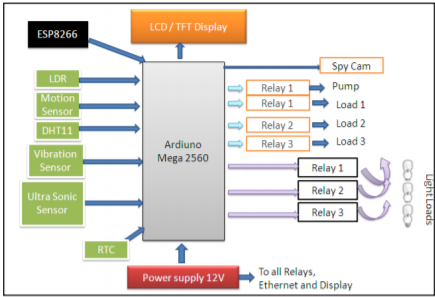 ESP8266
LCD / TFT Display
LDR
Motion
Sensor
DHT11
Vibration
Sensor
Ultra Sonic
Sensor
RTC
Ardiuno
Mega 2560
Spy Cam
Relay 1
Pump
Relay 1
Load 1
Relay 2
Load 2
Relay 3
Load 3
Relay 1
Relay 2
Relay 3
Light Loads
Power supply 12V
To all Relays,
Ethernet and Display